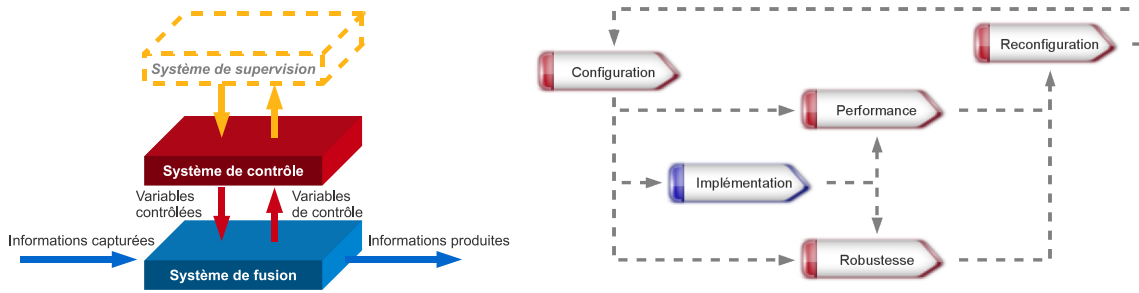 Système de supervision
Système de contrôle
Variables
contrôlées
Variables
de contrôle
Informations capturées
Informations produites
Système de fusion
Configuration
Reconfiguration
Performance
Implémentation
Robustesse